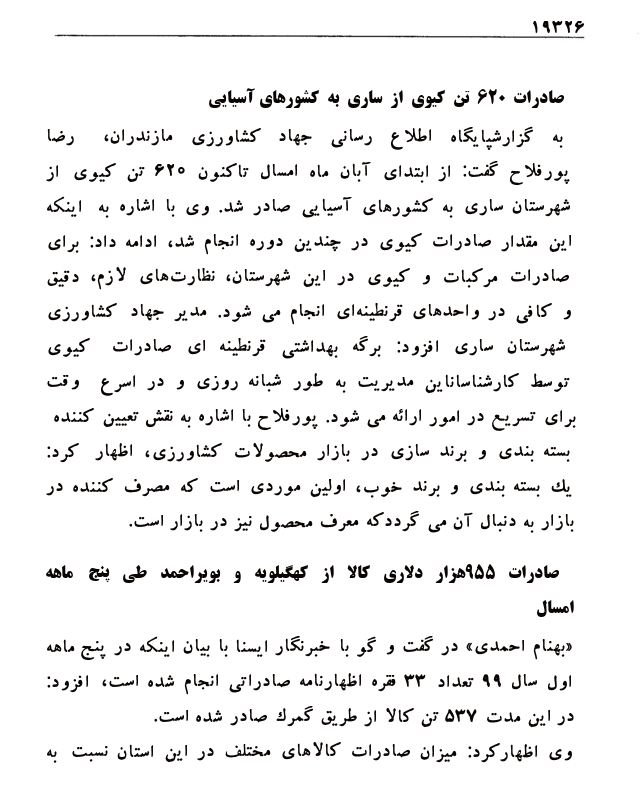 ۱۹۳۲۶
صادرات ۶۲۰ تن کیوی از ساری به کشورهای آسیایی
به گزارشپایگاه اطلاع رسانی جهاد کشاورزی مازندران، رضا
پورفلاح گفت: از ابتدای آبان ماه امسال تاکنون ۶۲۰ تن کیوی از
شهرستان ساری به کشورهای آسیایی صادر شد. وی با اشاره به اینکه
این مقدار صادرات کیوی در چندین دوره انجام شد، ادامه داد: برای
صادرات مرکبات و کیوی در این شهرستان، نظارت‌های لازم، دقیق
و کافی در واحدهای قرنطینه‌ای انجام می شود. مدیر جهاد کشاورزی
شهرستان ساری افزود: برگه بهداشتی قرنطینه ای صادرات کیوی
توسط کارشناساناین مدیریت به طور شبانه روزی و در اسرع وقت
برای تسریع در امور ارائه می شود. پورفلاح با اشاره به نقش تعیین کننده
بسته بندی و برند سازی در بازار محصولات کشاورزی، اظهار کرد:
یك بسته بندی و برند خوب، اولین موردی است که مصرف کننده در
بازار به دنبال آن می گرددکه معرف محصول نیز در بازار است.
صادرات ۹۵۵هزار دلاری کالا از کهگیلویه و بویراحمد طی پنج ماهه
امسال
«بهنام احمدی» در گفت و گو با خبرنگار ایسنا با بیان اینکه در پنج ماهه
اول سال ۹۹ تعداد ۳۳ فقره اظهارنامه صادراتی انجام شده است، افزود:
در این مدت ۵۳۷ تن کالا از طریق گمرك صادر شده است.
وی اظهارکرد: میزان صادرات کالاهای مختلف در این استان نسبت به